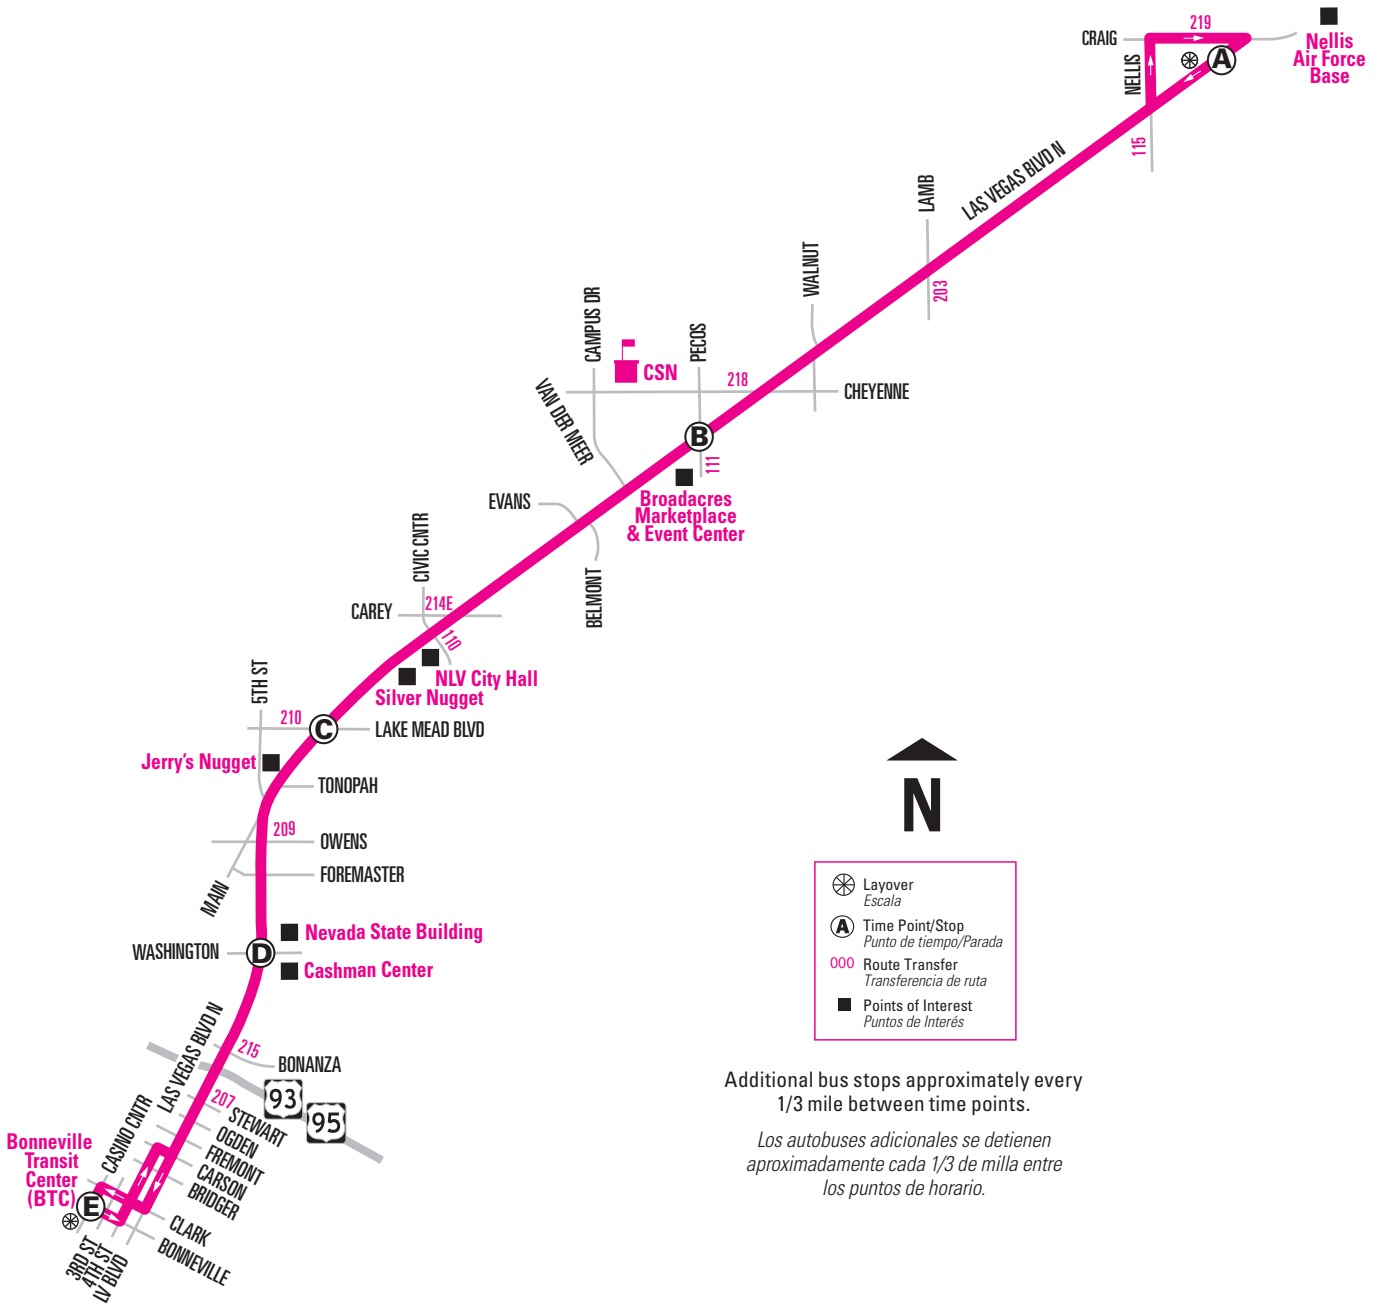 219
CRAIG
Nellis
Air Force
Base
A
NELLIS
115
LAS VEGAS BLVD N
LAMB
203
WALNUT
CAMPUS DR
PECOS
CSN
218
CHEYENNE
VAN DER MEER
B
111
Broadacres
Marketplace
& Event Center
EVANS
BELMONT
CIVIC CNTR
CAREY
214E
110
NLV City Hall
Silver Nugget
5TH ST
210
C
LAKE MEAD BLVD
Jerry's Nugget
TONOPAH
209
OWENS
FOREMASTER
MAIN
Nevada State Building
WASHINGTON
D
Cashman Center
LAS VEGAS BLVD N
215
BONANZA
93
95
207
STEWART
OGDEN
FREMONT
CARSON
BRIDGER
CASINO CNTR
Bonneville
Transit
Center
(BTC)
E
CLARK
BONNEVILLE
3RD ST
4TH ST
LV BLVD
N
Layover
Escala
A
Time Point/Stop
Punto de tiempo/Parada
000
Route Transfer
Transferencia de ruta
Points of Interest
Puntos de Interés
Additional bus stops approximately every
1/3 mile between time points.
Los autobuses adicionales se detienen
aproximadamente cada 1/3 de milla entre
los puntos de horario.